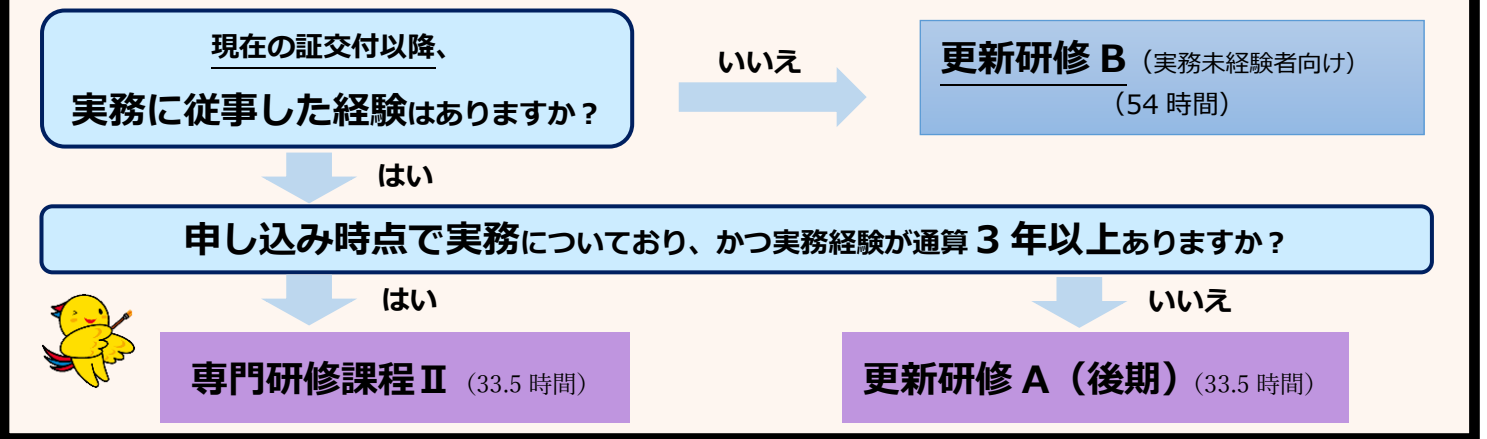 現在の証交付以降、
実務に従事した経験はありますか？
いいえ
更新研修 B（実務未経験者向け）
（54 時間）
はい
申し込み時点で実務についており、かつ実務経験が通算 3 年以上ありますか？
はい
いいえ
専門研修課程Ⅱ（33.5 時間）
更新研修 A（後期）（33.5 時間）